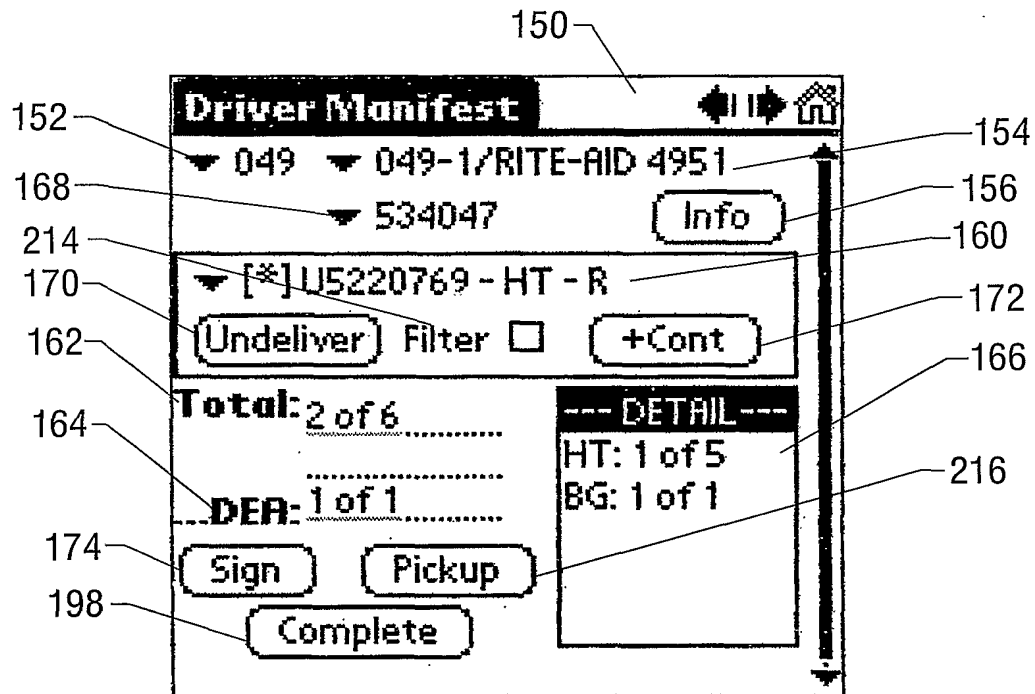 150
Driver Manifest
152
049 049-1/RITE-AID 4951
154
168
534047 Info
156
214
[*] U5220769 - HT - R
160
170
Undeliver Filter +Cont
172
162
Total: 2 of 6
--- DETAIL ---
166
164
HT: 1 of 5
DEA: 1 of 1
BG: 1 of 1
216
174
Sign Pickup
198
Complete